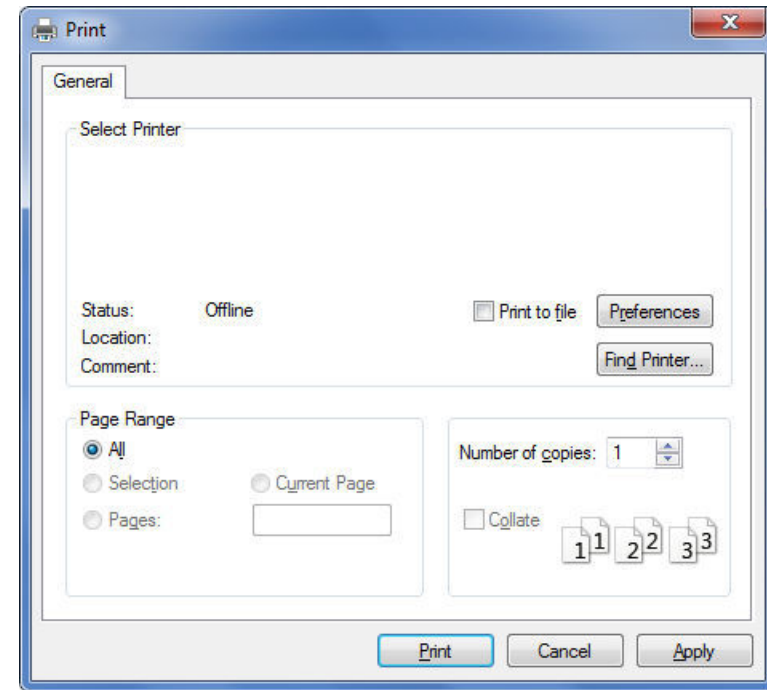 Print
General
Select Printer
Status: Offline
Print to file
Preferences
Location:
Comment:
Find Printer...
Page Range
All
Selection
Current Page
Pages:
Number of copies: 1
Collate
1 1 2 2 3 3
Print Cancel Apply